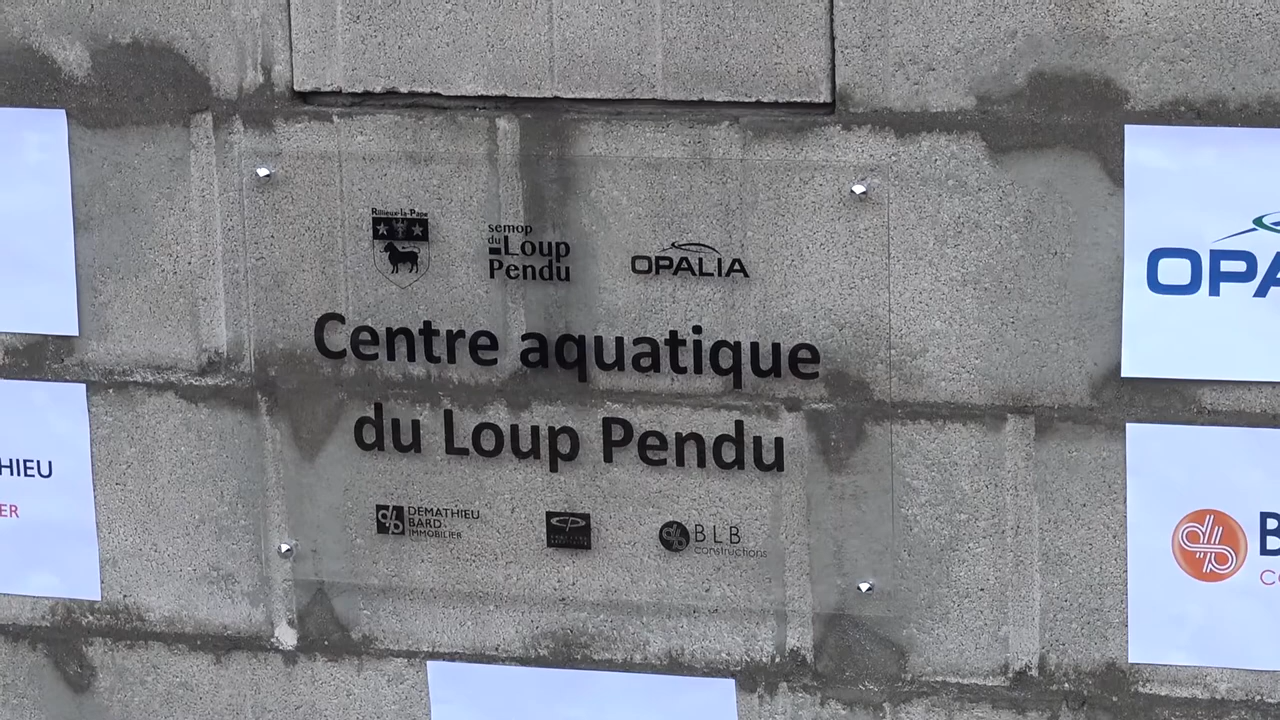 Rillieux-la-Pape
semop
du Loup
Pendu
OPALIA
OPA
Centre aquatique
du Loup Pendu
HIEU
ER
DEMATHIEU
BARD
IMMOBILIER
BLB
constructions
B
C